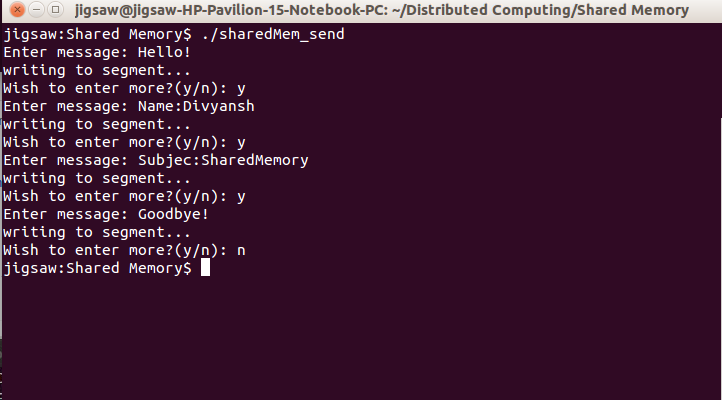 jigsaw@jigsaw-HP-Pavilion-15-Notebook-PC: ~/Distributed Computing/Shared Memory
jigsaw:Shared Memory$ ./sharedMem_send
Enter message: Hello!
writing to segment...
Wish to enter more?(y/n): y
Enter message: Name:Divyansh
writing to segment...
Wish to enter more?(y/n): y
Enter message: Subjec:SharedMemory
writing to segment...
Wish to enter more?(y/n): y
Enter message: Goodbye!
writing to segment...
Wish to enter more?(y/n): n
jigsaw:Shared Memory$